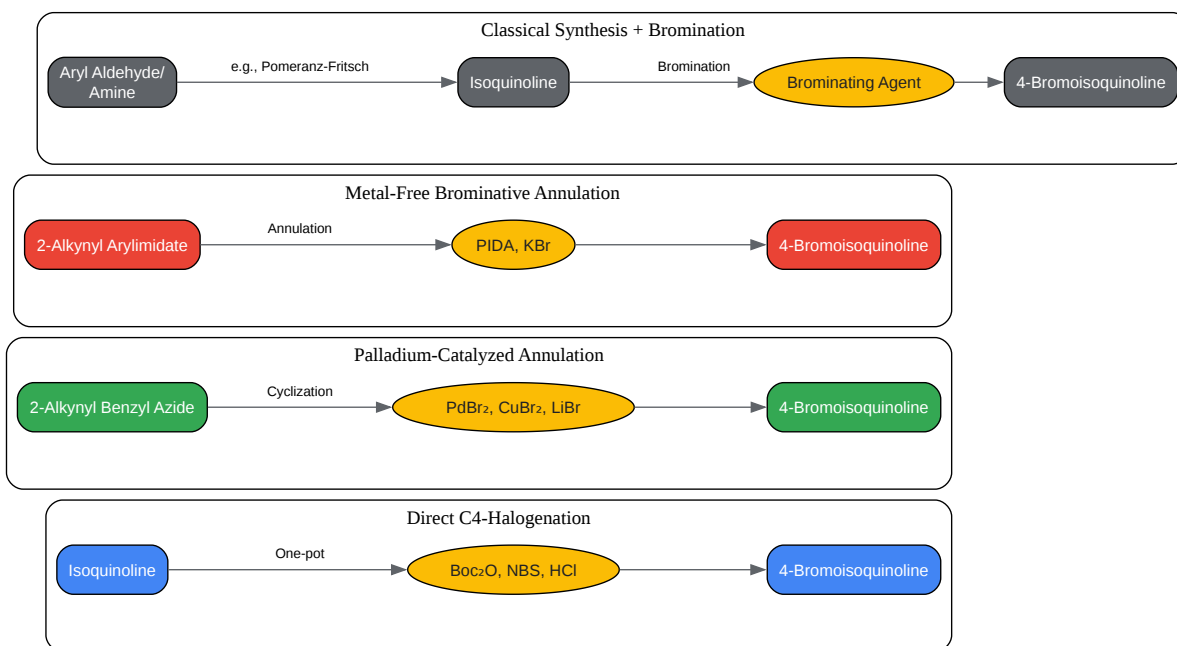 Classical Synthesis + Bromination
Aryl Aldehyde/
Amine
e.g., Pomeranz-Fritsch
Isoquinoline
Bromination
Brominating Agent
4-Bromoisoquinoline
Metal-Free Brominative Annulation
2-Alkynyl Arylimidate
Annulation
PIDA, KBr
4-Bromoisoquinoline
Palladium-Catalyzed Annulation
2-Alkynyl Benzyl Azide
Cyclization
PdBr₂, CuBr₂, LiBr
4-Bromoisoquinoline
Direct C4-Halogenation
Isoquinoline
One-pot
Boc₂O, NBS, HCl
4-Bromoisoquinoline